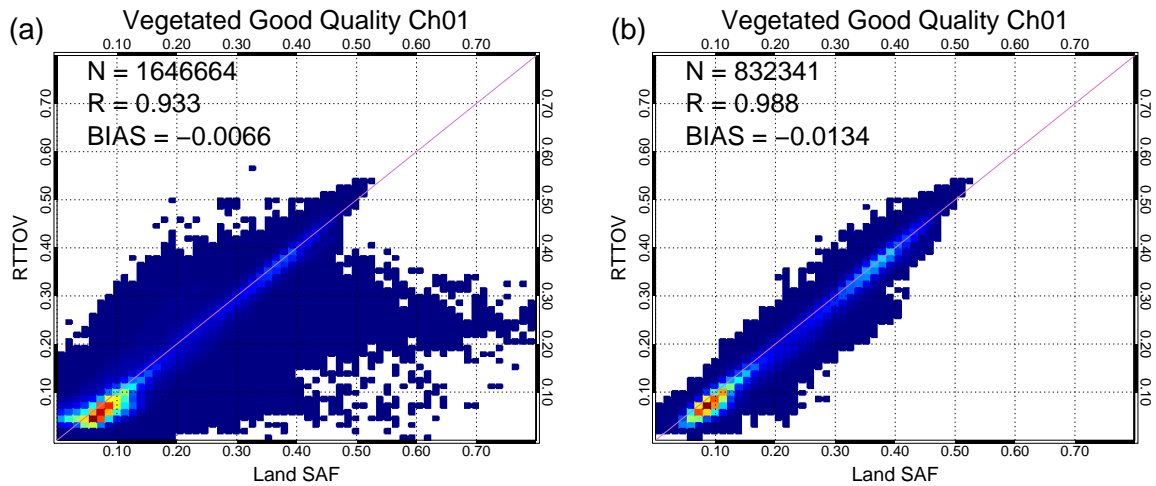 (a)
Vegetated Good Quality Ch01
0.10 0.20 0.30 0.40 0.50 0.60 0.70
N = 1646664
R = 0.933
BIAS = −0.0066
RTTOV
0.10 0.20 0.30 0.40 0.50 0.60 0.70
0.10 0.20 0.30 0.40 0.50 0.60 0.70
0.10 0.20 0.30 0.40 0.50 0.60 0.70
Land SAF
(b)
Vegetated Good Quality Ch01
0.10 0.20 0.30 0.40 0.50 0.60 0.70
N = 832341
R = 0.988
BIAS = −0.0134
RTTOV
0.10 0.20 0.30 0.40 0.50 0.60 0.70
0.10 0.20 0.30 0.40 0.50 0.60 0.70
0.10 0.20 0.30 0.40 0.50 0.60 0.70
Land SAF